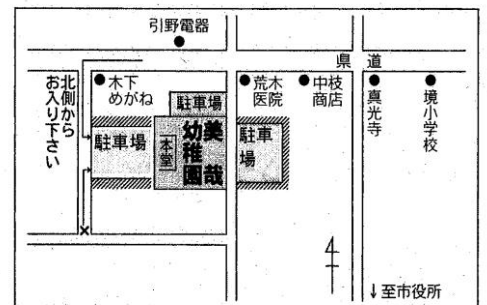 引野電器
県道
北側から
お入り下さい
木下
めがね
荒木
医院
中枝
商店
真光寺
境小学校
駐車場
駐車場
本堂
美哉
幼稚園
駐車
場
↓至市役所